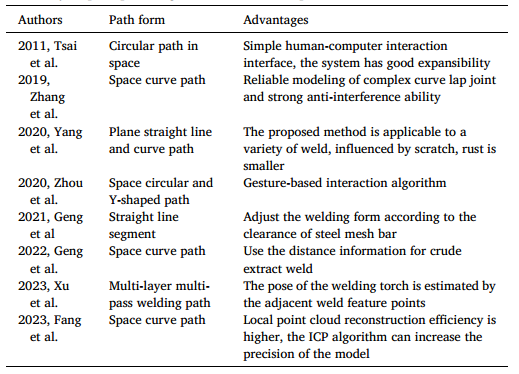 Authors Path form Advantages
2011, Tsai Circular path in Simple human-computer interaction
et al. space interface, the system has good expansibility
2019, Space curve path Reliable modeling of complex curve lap joint
Zhang and strong anti-interference ability
et al.
2020, Yang Plane straight line The proposed method is applicable to a
et al. and curve path variety of weld, influenced by scratch, rust is
smaller
2020, Zhou Space circular and Gesture-based interaction algorithm
et al. Y-shaped path
2021, Geng Straight line Adjust the welding form according to the
et al segment clearance of steel mesh bar
2022, Geng Space curve path Use the distance information for crude
et al. extract weld
2023, Xu Multi-layer multi- The pose of the welding torch is estimated by
et al. pass welding path the adjacent weld feature points
2023, Fang Space curve path Local point cloud reconstruction efficiency is
et al. higher, the ICP algorithm can increase the
precision of the model